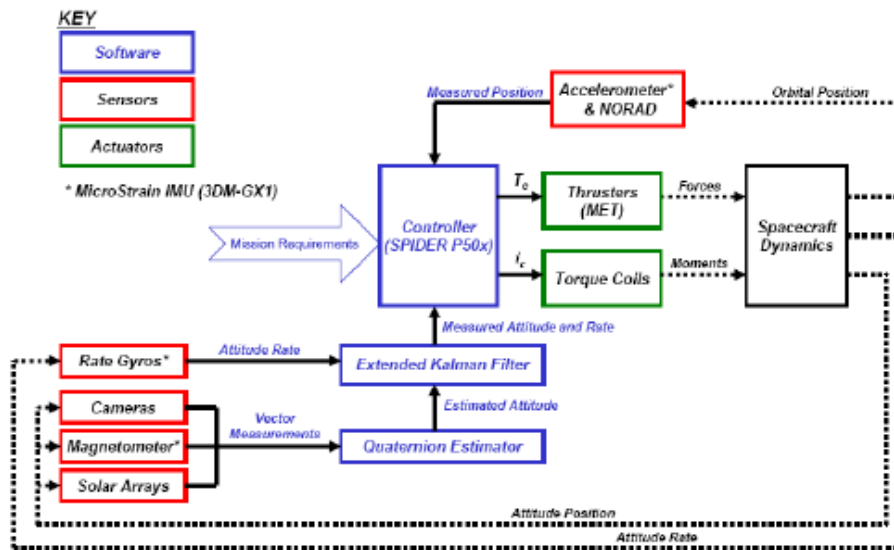 KEY
Software
Sensors
Actuators
* MicroStrain IMU (3DM-GX1)
Measured Position
Accelerometer*
& NORAD
Orbital Position
Mission Requirements
Controller
(SPIDER P50x)
Tc
Thrusters
(MET)
Forces
Spacecraft
Dynamics
ic
Torque Coils
Moments
Measured Attitude and Rate
Rate Gyros*
Attitude Rate
Extended Kalman Filter
Cameras
Estimated Attitude
Vector
Measurements
Magnetometer*
Quaternion Estimator
Solar Arrays
Attitude Position
Attitude Rate